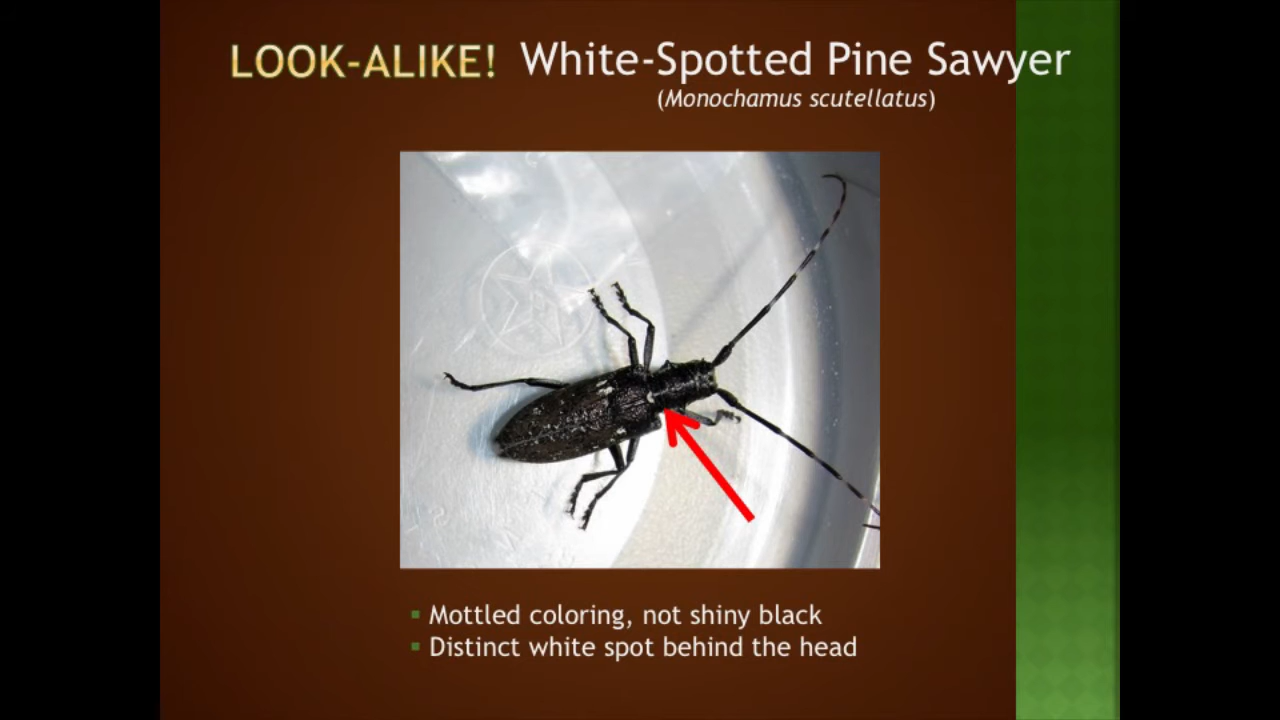 LOOK-ALIKE! White-Spotted Pine Sawyer
(Monochamus scutellatus)
Mottled coloring, not shiny black
Distinct white spot behind the head